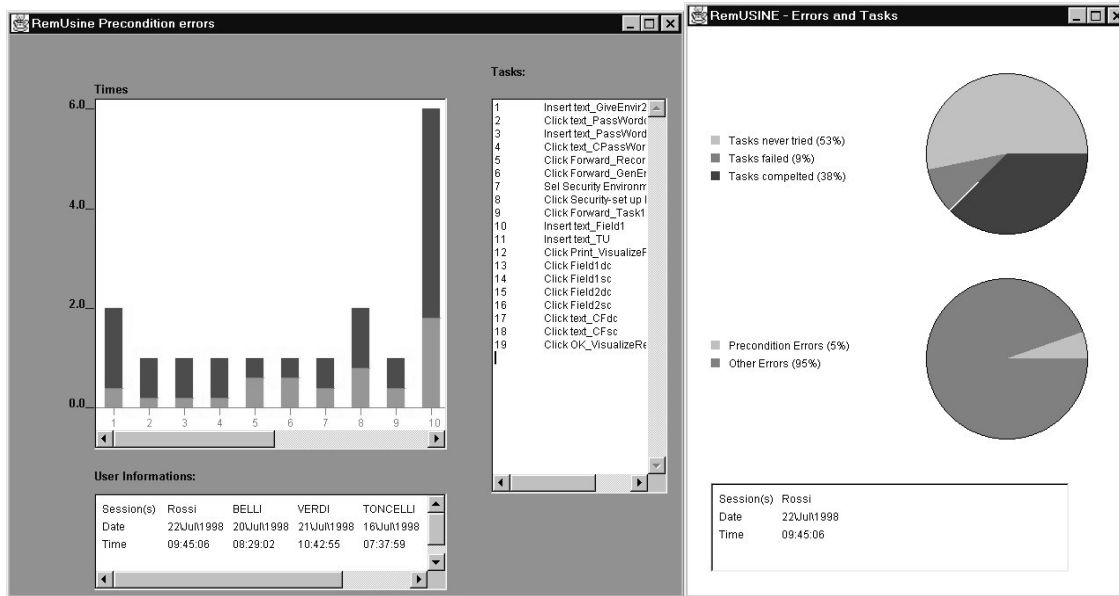 RemUsine Precondition errors
Times
6.0
4.0
2.0
0.0
1 2 3 4 5 6 7 8 9 10
Tasks:
1 Insert text_GiveEnvir2
2 Click text_PassWord
3 Insert text_PassWord
4 Click text_CPassWor
5 Click Forward_Recor
6 Click Forward_GenEr
7 Sel Security Environm
8 Click Security-set up
9 Click Forward_Task1
10 Insert text_Field1
11 Insert text_TU
12 Click Print_VisualizeF
13 Click Field1dc
14 Click Field1sc
15 Click Field2dc
16 Click Field2sc
17 Click text_CFdc
18 Click text_CFsc
19 Click OK_VisualizeRe
User Informations:
Session(s) Rossi BELLI VERDI TONCELLI
Date 22\Jul\1998 20\Jul\1998 21\Jul\1998 16\Jul\1998
Time 09:45:06 08:29:02 10:42:55 07:37:59
RemUSINE - Errors and Tasks
Tasks never tried (53%)
Tasks failed (9%)
Tasks compelted (38%)
Precondition Errors (5%)
Other Errors (95%)
Session(s) Rossi
Date 22\Jul\1998
Time 09:45:06